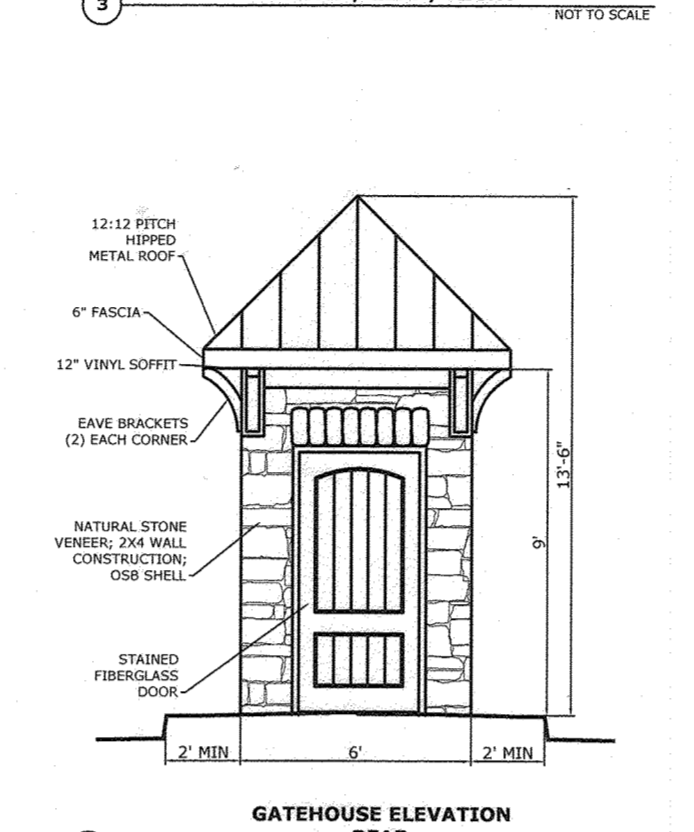 3
NOT TO SCALE
12:12 PITCH
HIPPED
METAL ROOF
6" FASCIA
12" VINYL SOFFIT
EAVE BRACKETS
(2) EACH CORNER
NATURAL STONE
VENEER; 2X4 WALL
CONSTRUCTION;
OSB SHELL
STAINED
FIBERGLASS
DOOR
13'-6"
9'
2' MIN
6'
2' MIN
GATEHOUSE ELEVATION